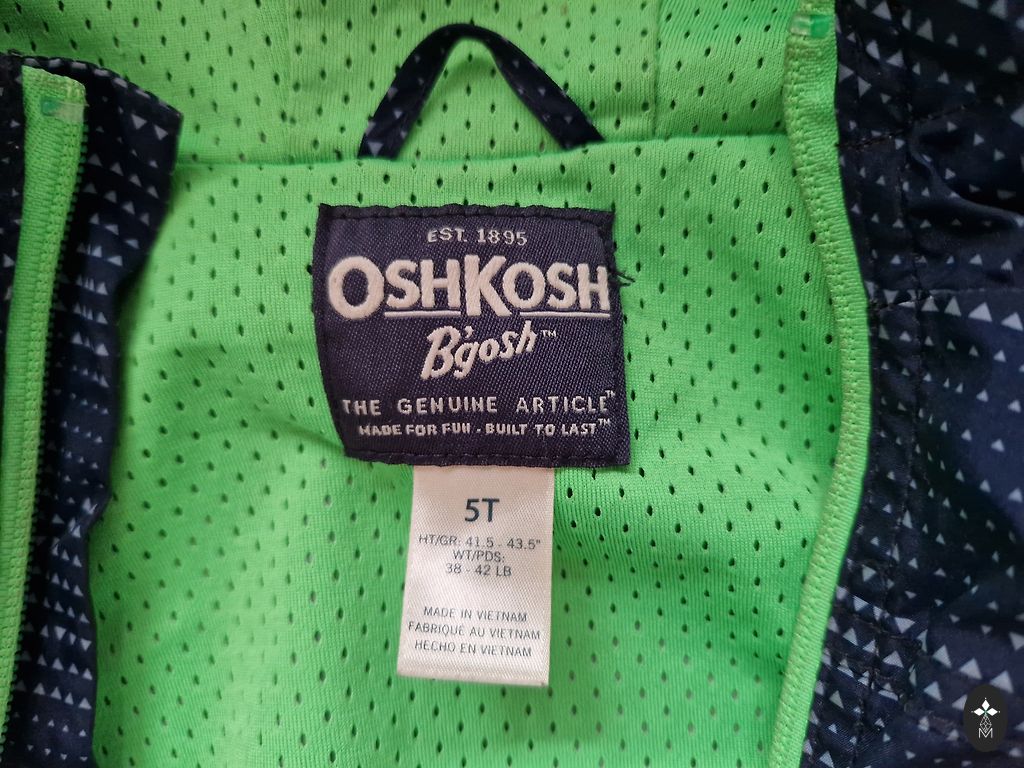 EST. 1895
OSHKOSH
B'gosh™
THE GENUINE ARTICLE™
MADE FOR FUN - BUILT TO LAST™
5T
HT/GR: 41.5 - 43.5"
WT/PDS:
38 - 42 LB
MADE IN VIETNAM
FABRIQUÉ AU VIETNAM
HECHO EN VIETNAM
M